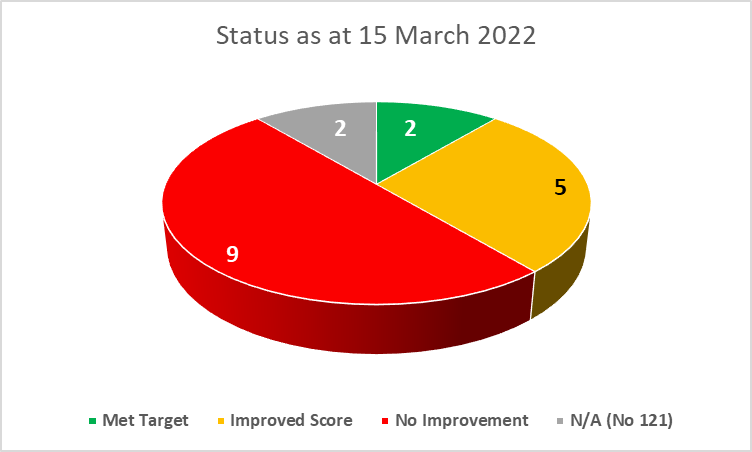 Status as at 15 March 2022
2 2
5
9
Met Target Improved Score No Improvement N/A (No 121)